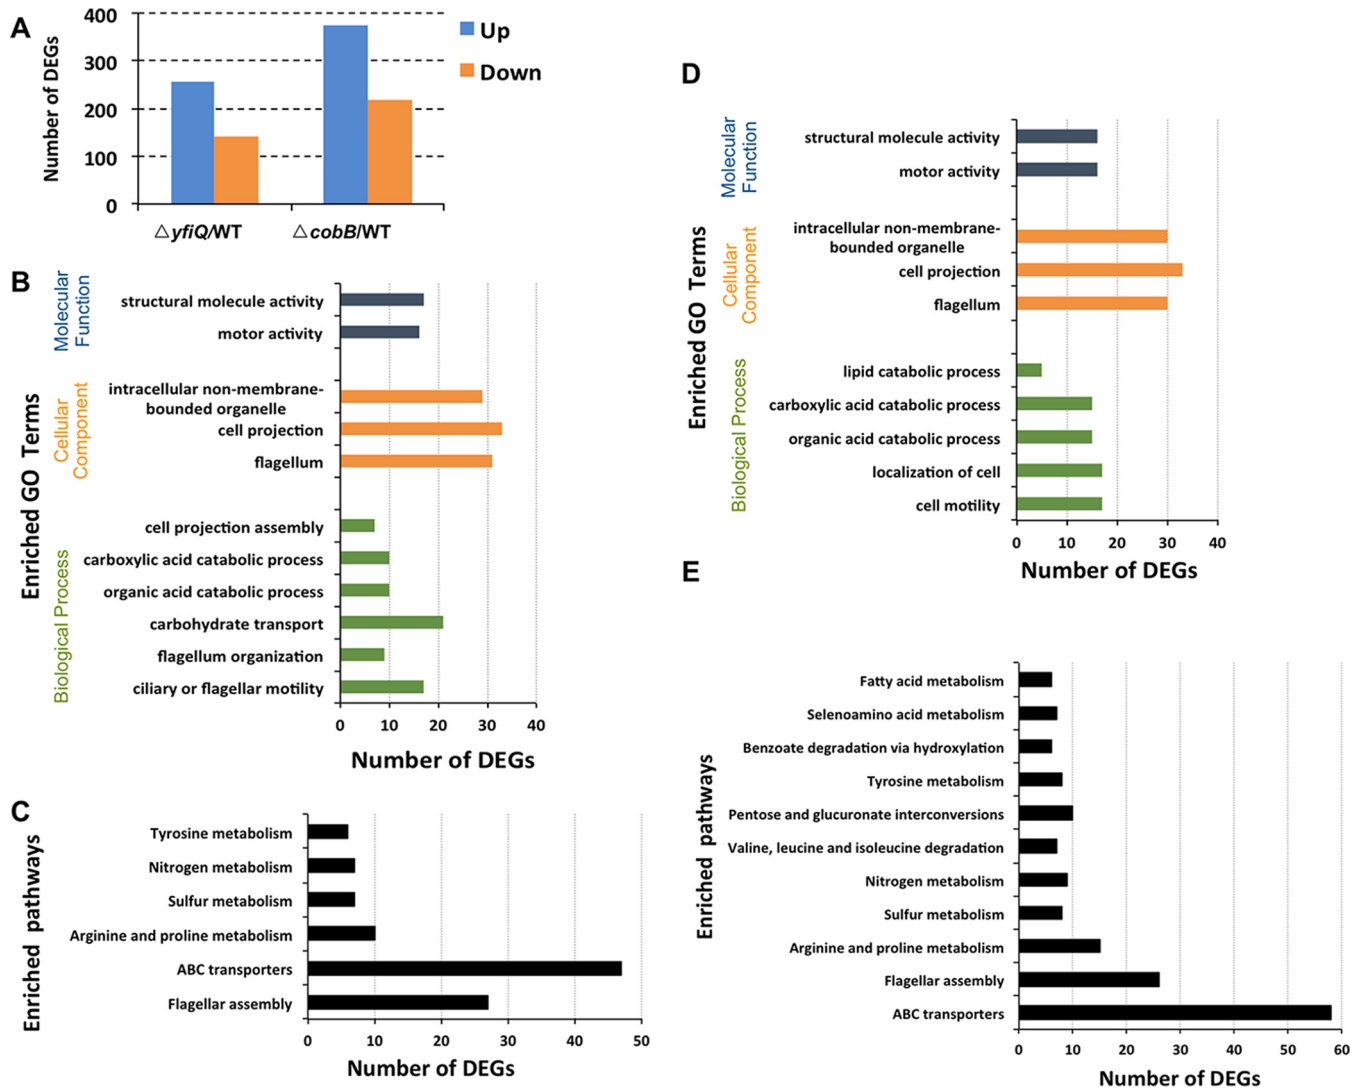 A
Number of DEGs
400
300
200
100
0
△yfiQ/WT
△cobB/WT
Up
Down
B
Enriched GO Terms
Molecular
Function
structural molecule activity
motor activity
Cellular
Component
intracellular non-membrane-
bounded organelle
cell projection
flagellum
Biological Process
cell projection assembly
carboxylic acid catabolic process
organic acid catabolic process
carbohydrate transport
flagellum organization
ciliary or flagellar motility
0 10 20 30 40
Number of DEGs
C
Enriched pathways
Tyrosine metabolism
Nitrogen metabolism
Sulfur metabolism
Arginine and proline metabolism
ABC transporters
Flagellar assembly
0 10 20 30 40 50
Number of DEGs
D
Enriched GO Terms
Molecular
Function
structural molecule activity
motor activity
Cellular
Component
intracellular non-membrane-
bounded organelle
cell projection
flagellum
Biological Process
lipid catabolic process
carboxylic acid catabolic process
organic acid catabolic process
localization of cell
cell motility
0 10 20 30 40
Number of DEGs
E
Enriched pathways
Fatty acid metabolism
Selenoamino acid metabolism
Benzoate degradation via hydroxylation
Tyrosine metabolism
Pentose and glucuronate interconversions
Valine, leucine and isoleucine degradation
Nitrogen metabolism
Sulfur metabolism
Arginine and proline metabolism
Flagellar assembly
ABC transporters
0 10 20 30 40 50 60
Number of DEGs